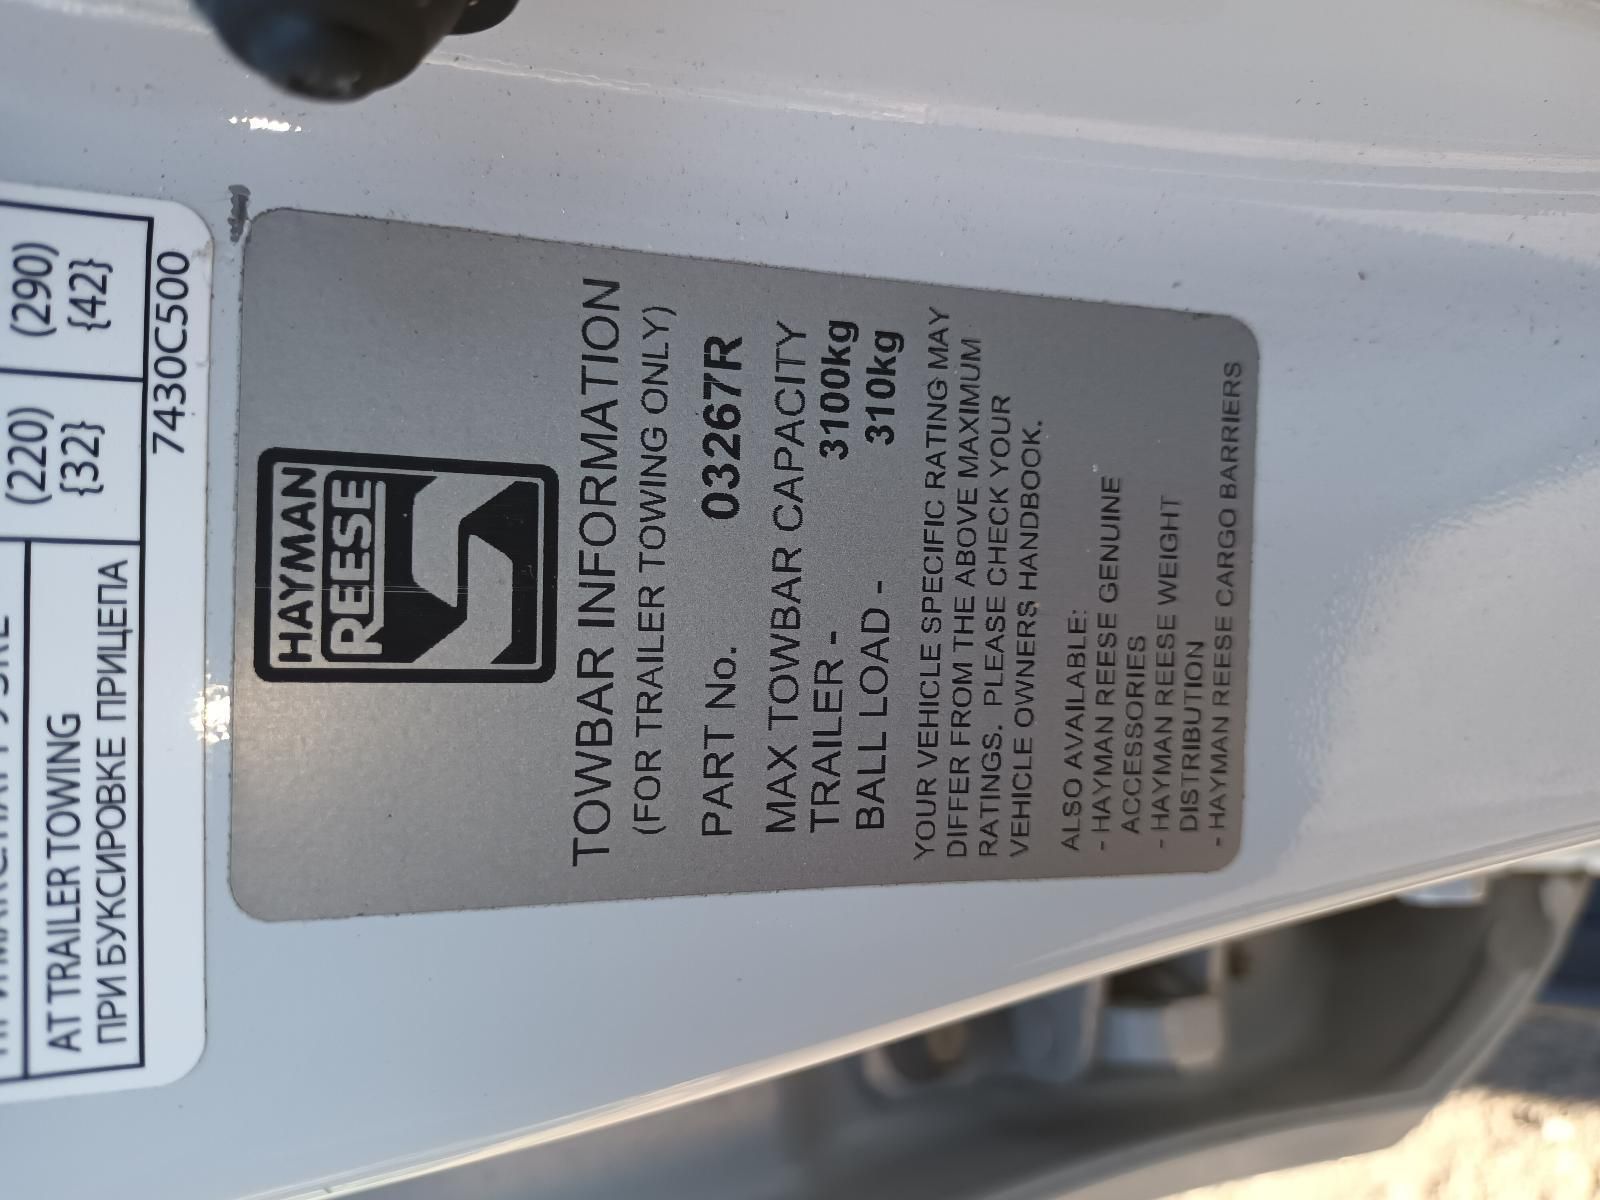 (220) (290)
{32} {42}
AT TRAILER TOWING
ПРИ БУКСИРОВКЕ ПРИЦЕПА
7430C500
HAYMAN
REESE
TOWBAR INFORMATION
(FOR TRAILER TOWING ONLY)
PART No. 03267R
MAX TOWBAR CAPACITY
TRAILER - 3100kg
BALL LOAD - 310kg
YOUR VEHICLE SPECIFIC RATING MAY
DIFFER FROM THE ABOVE MAXIMUM
RATINGS. PLEASE CHECK YOUR
VEHICLE OWNERS HANDBOOK.
ALSO AVAILABLE:
- HAYMAN REESE GENUINE
ACCESSORIES
- HAYMAN REESE WEIGHT
DISTRIBUTION
- HAYMAN REESE CARGO BARRIERS